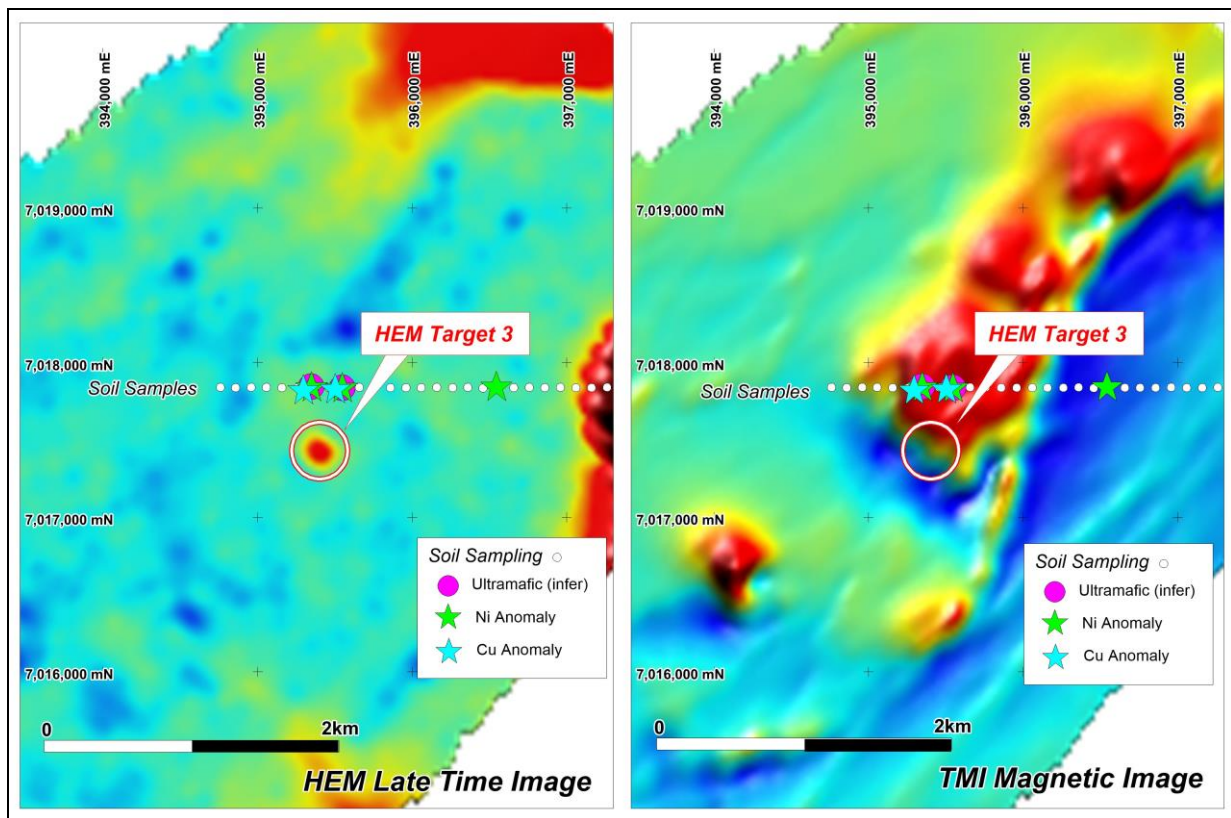 394,000 mE
395,000 mE
396,000 mE
397,000 mE
7,019,000 mN
HEM Target 3
7,018,000 mN
Soil Samples
7,017,000 mN
Soil Sampling
Ultramafic (infer)
Ni Anomaly
Cu Anomaly
7,016,000 mN
0
2km
HEM Late Time Image
394,000 mE
395,000 mE
396,000 mE
397,000 mE
7,019,000 mN
HEM Target 3
7,018,000 mN
Soil Samples
7,017,000 mN
Soil Sampling
Ultramafic (infer)
Ni Anomaly
Cu Anomaly
7,016,000 mN
0
2km
TMI Magnetic Image